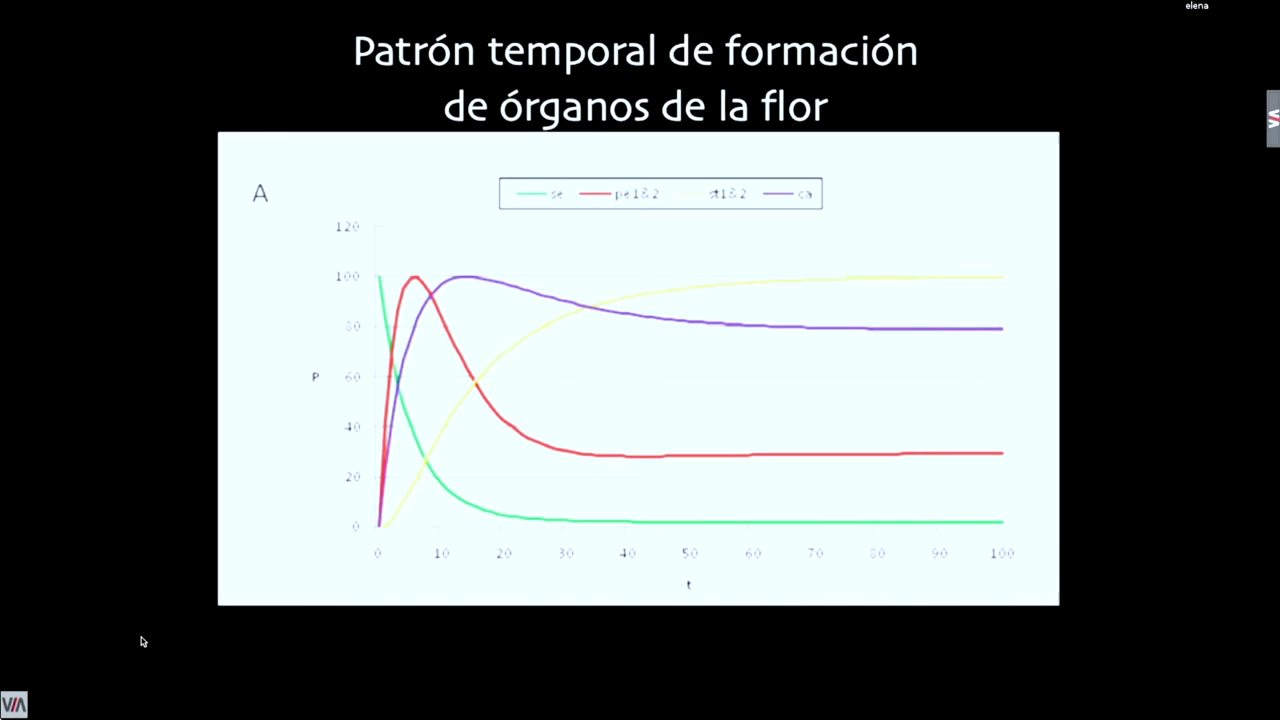 elena
Patrón temporal de formación
de órganos de la flor
A
se pe1&2 st1&2 ca
120
100
80
60
40
20
0
P
0 10 20 30 40 50 60 70 80 90 100
t
VIA